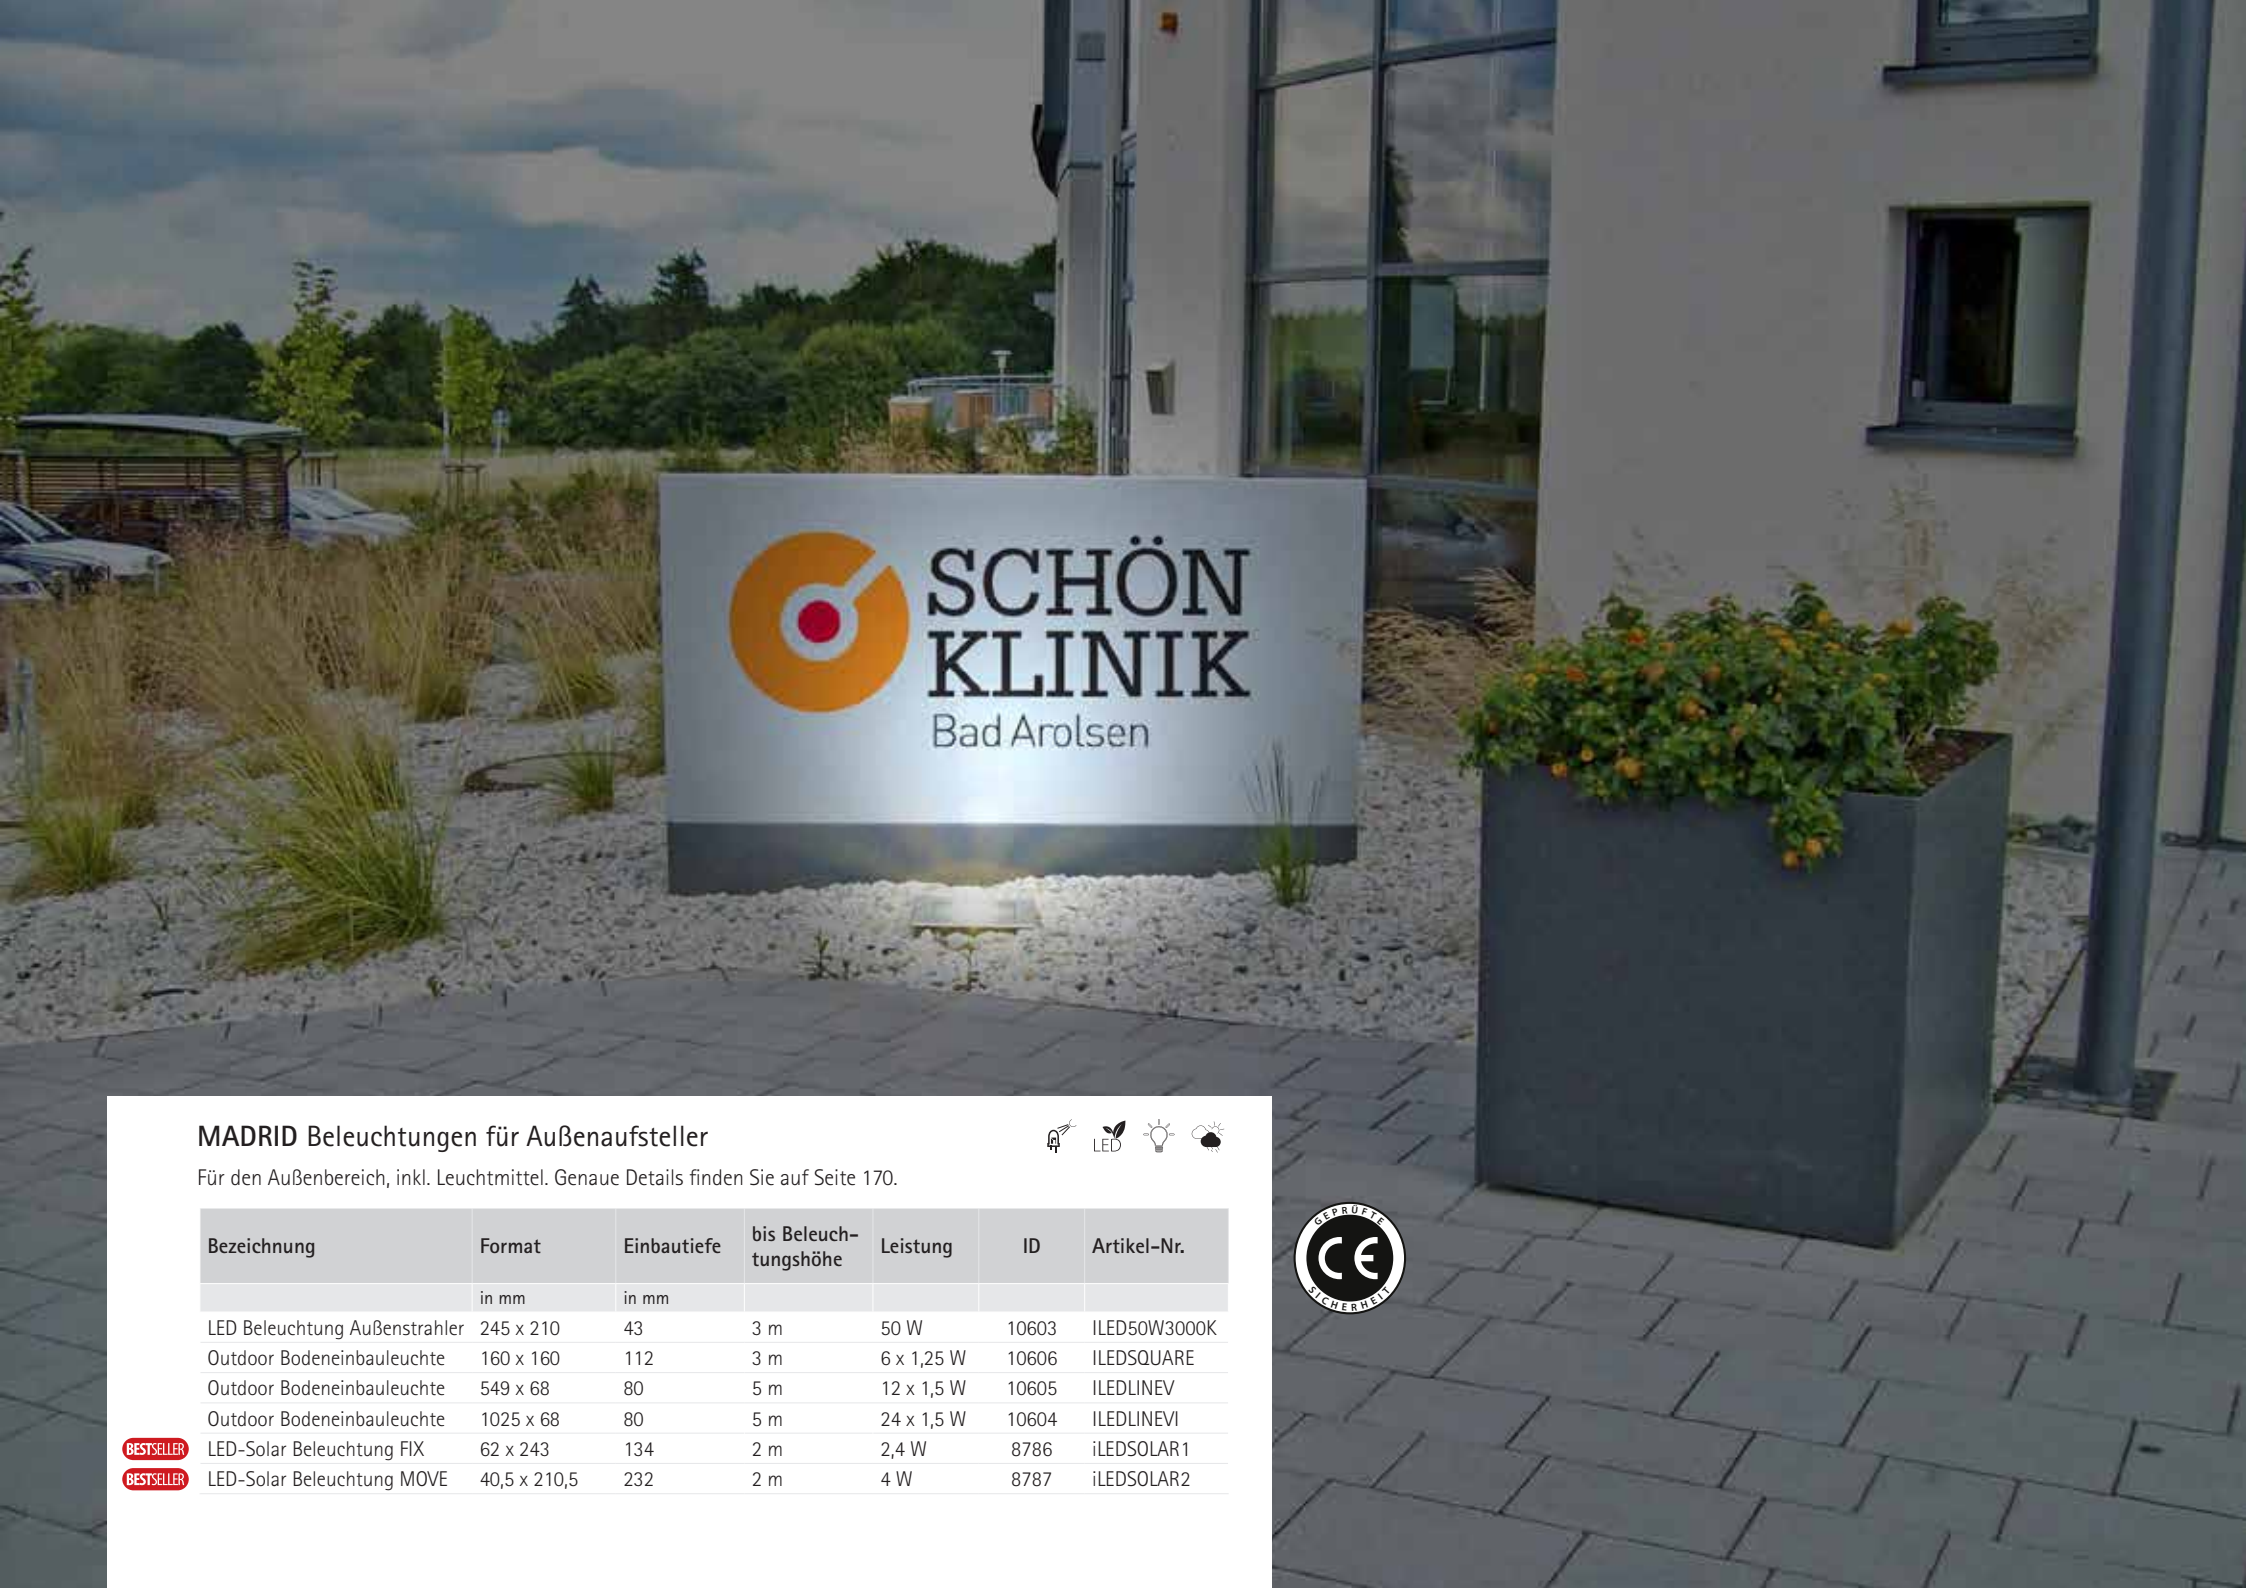 SCHÖN
KLINIK
Bad Arolsen
MADRID Beleuchtungen für Außenaufsteller
LED
Für den Außenbereich, inkl. Leuchtmittel. Genaue Details finden Sie auf Seite 170.
Bezeichnung Format Einbautiefe bis Beleuch- Leistung ID Artikel-Nr.
tungshöhe
in mm in mm
LED Beleuchtung Außenstrahler 245 x 210 43 3 m 50 W 10603 ILED50W3000K
Outdoor Bodeneinbauleuchte 160 x 160 112 3 m 6 x 1,25 W 10606 ILEDSQUARE
Outdoor Bodeneinbauleuchte 549 x 68 80 5 m 12 x 1,5 W 10605 ILEDLINEV
Outdoor Bodeneinbauleuchte 1025 x 68 80 5 m 24 x 1,5 W 10604 ILEDLINEVI
BESTSELLER LED-Solar Beleuchtung FIX 62 x 243 134 2 m 2,4 W 8786 iLEDSOLAR1
BESTSELLER LED-Solar Beleuchtung MOVE 40,5 x 210,5 232 2 m 4 W 8787 iLEDSOLAR2
GEPRÜFTE
CE
SICHERHEIT